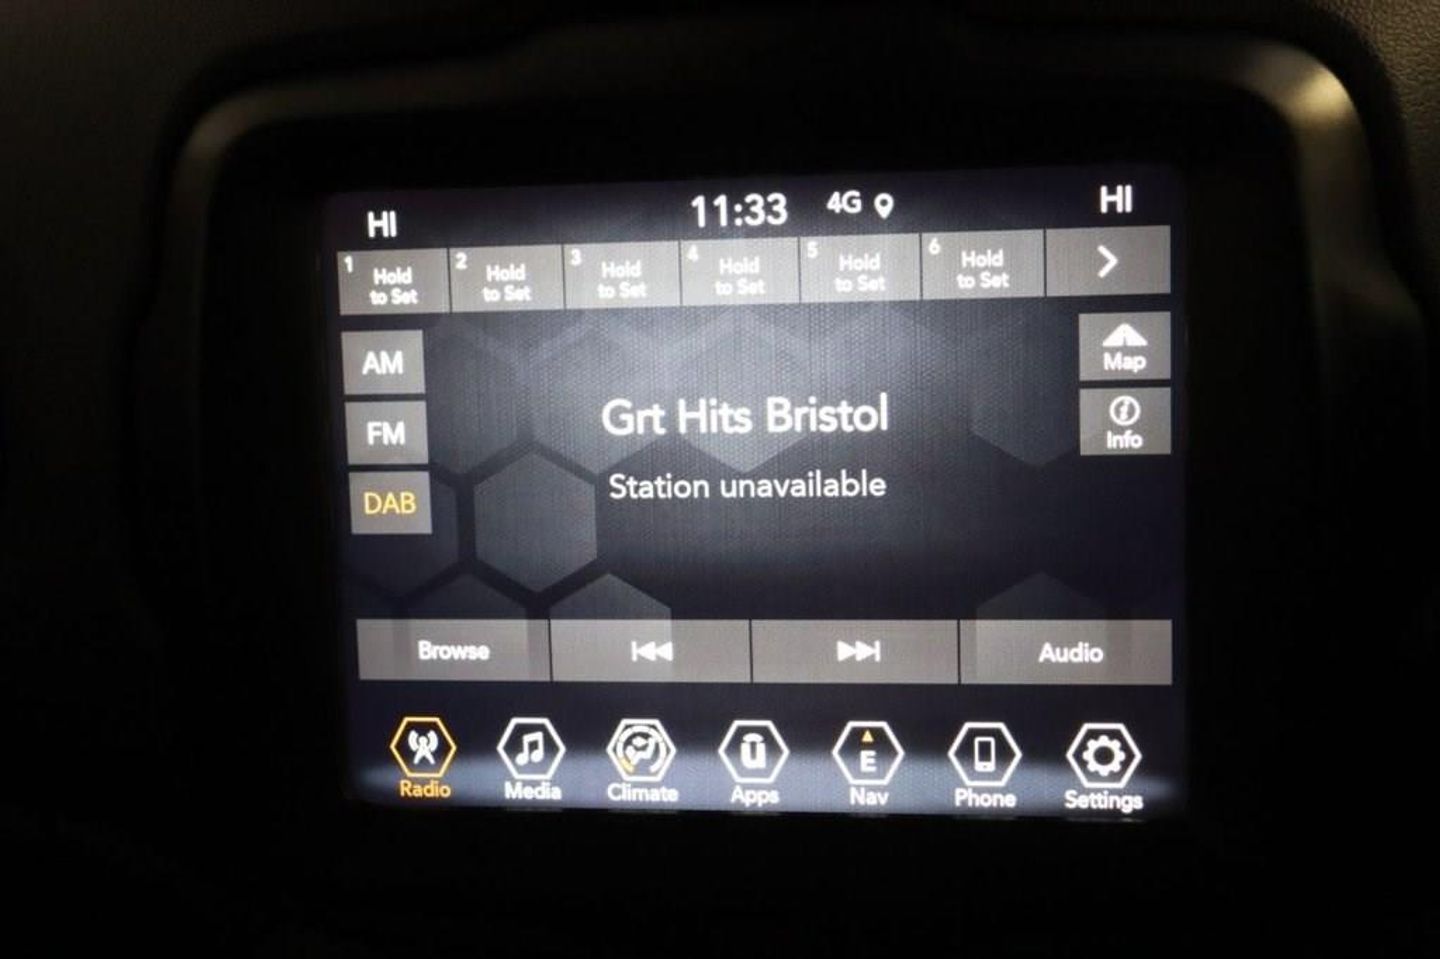 HI 11:33 4G HI
1 Hold to Set
2 Hold to Set
3 Hold to Set
4 Hold to Set
5 Hold to Set
6 Hold to Set
AM
Map
Grt Hits Bristol
FM
Info
Station unavailable
DAB
Browse Audio
E
Radio Media Climate Apps Nav Phone Settings